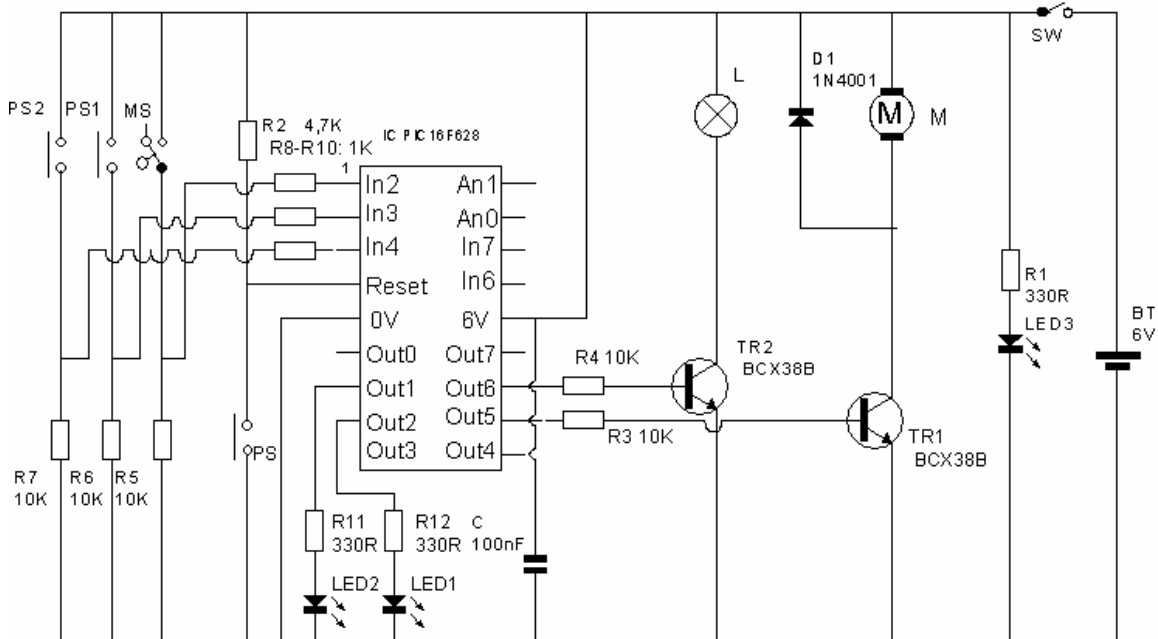 SW
D1
1N4001
L
M
M
PS2
PS1
MS
R2 4,7K
R8-R10: 1K
IC PIC16F628
1
In2
An1
In3
An0
In4
In7
Reset
In6
0V
6V
Out0
Out7
Out1
Out6
Out2
Out5
Out3
Out4
R1
330R
LED3
BT
6V
R4 10K
TR2
BCX38B
R3 10K
TR1
BCX38B
PS
R7
10K
R6
10K
R5
10K
R11
330R
R12
330R
C
100nF
LED2
LED1